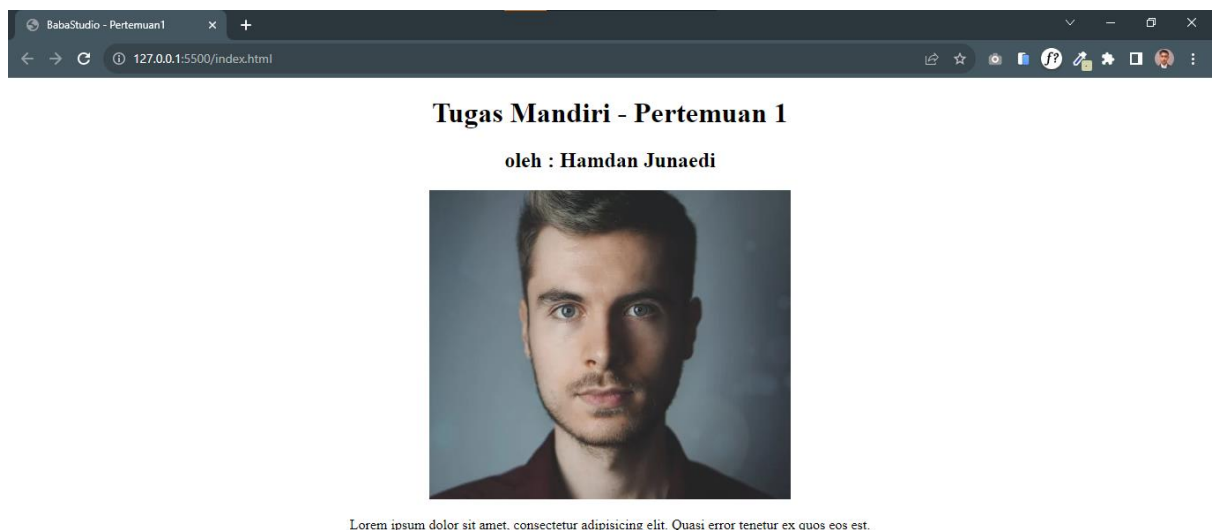 BabaStudio - Pertemuan1
127.0.0.1:5500/index.html
f?
Tugas Mandiri - Pertemuan 1
oleh : Hamdan Junaedi
Lorem ipsum dolor sit amet, consectetur adipisicing elit. Quasi error tenetur ex quos eos est.